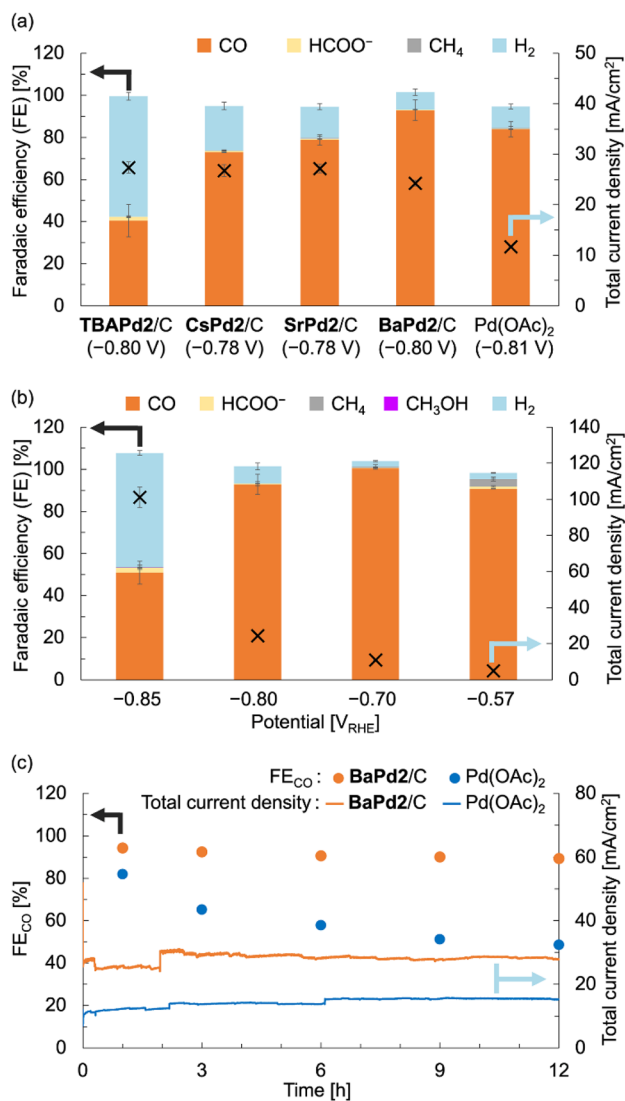 (a)
CO HCOO⁻ CH₄ H₂
Faradaic efficiency (FE) [%]
120
100
80
60
40
20
0
Total current density [mA/cm²]
50
40
30
20
10
0
TBAPd2/C CsPd2/C SrPd2/C BaPd2/C Pd(OAc)₂
(−0.80 V) (−0.78 V) (−0.78 V) (−0.80 V) (−0.81 V)
(b)
CO HCOO⁻ CH₄ CH₃OH H₂
Faradaic efficiency (FE) [%]
120
100
80
60
40
20
0
Total current density [mA/cm²]
140
120
100
80
60
40
20
0
−0.85 −0.80 −0.70 −0.57
Potential [V_RHE]
(c)
FE_CO : BaPd2/C Pd(OAc)₂
Total current density : BaPd2/C Pd(OAc)₂
FE_CO [%]
120
100
80
60
40
20
0
Total current density [mA/cm²]
80
60
40
20
0
0 3 6 9 12
Time [h]